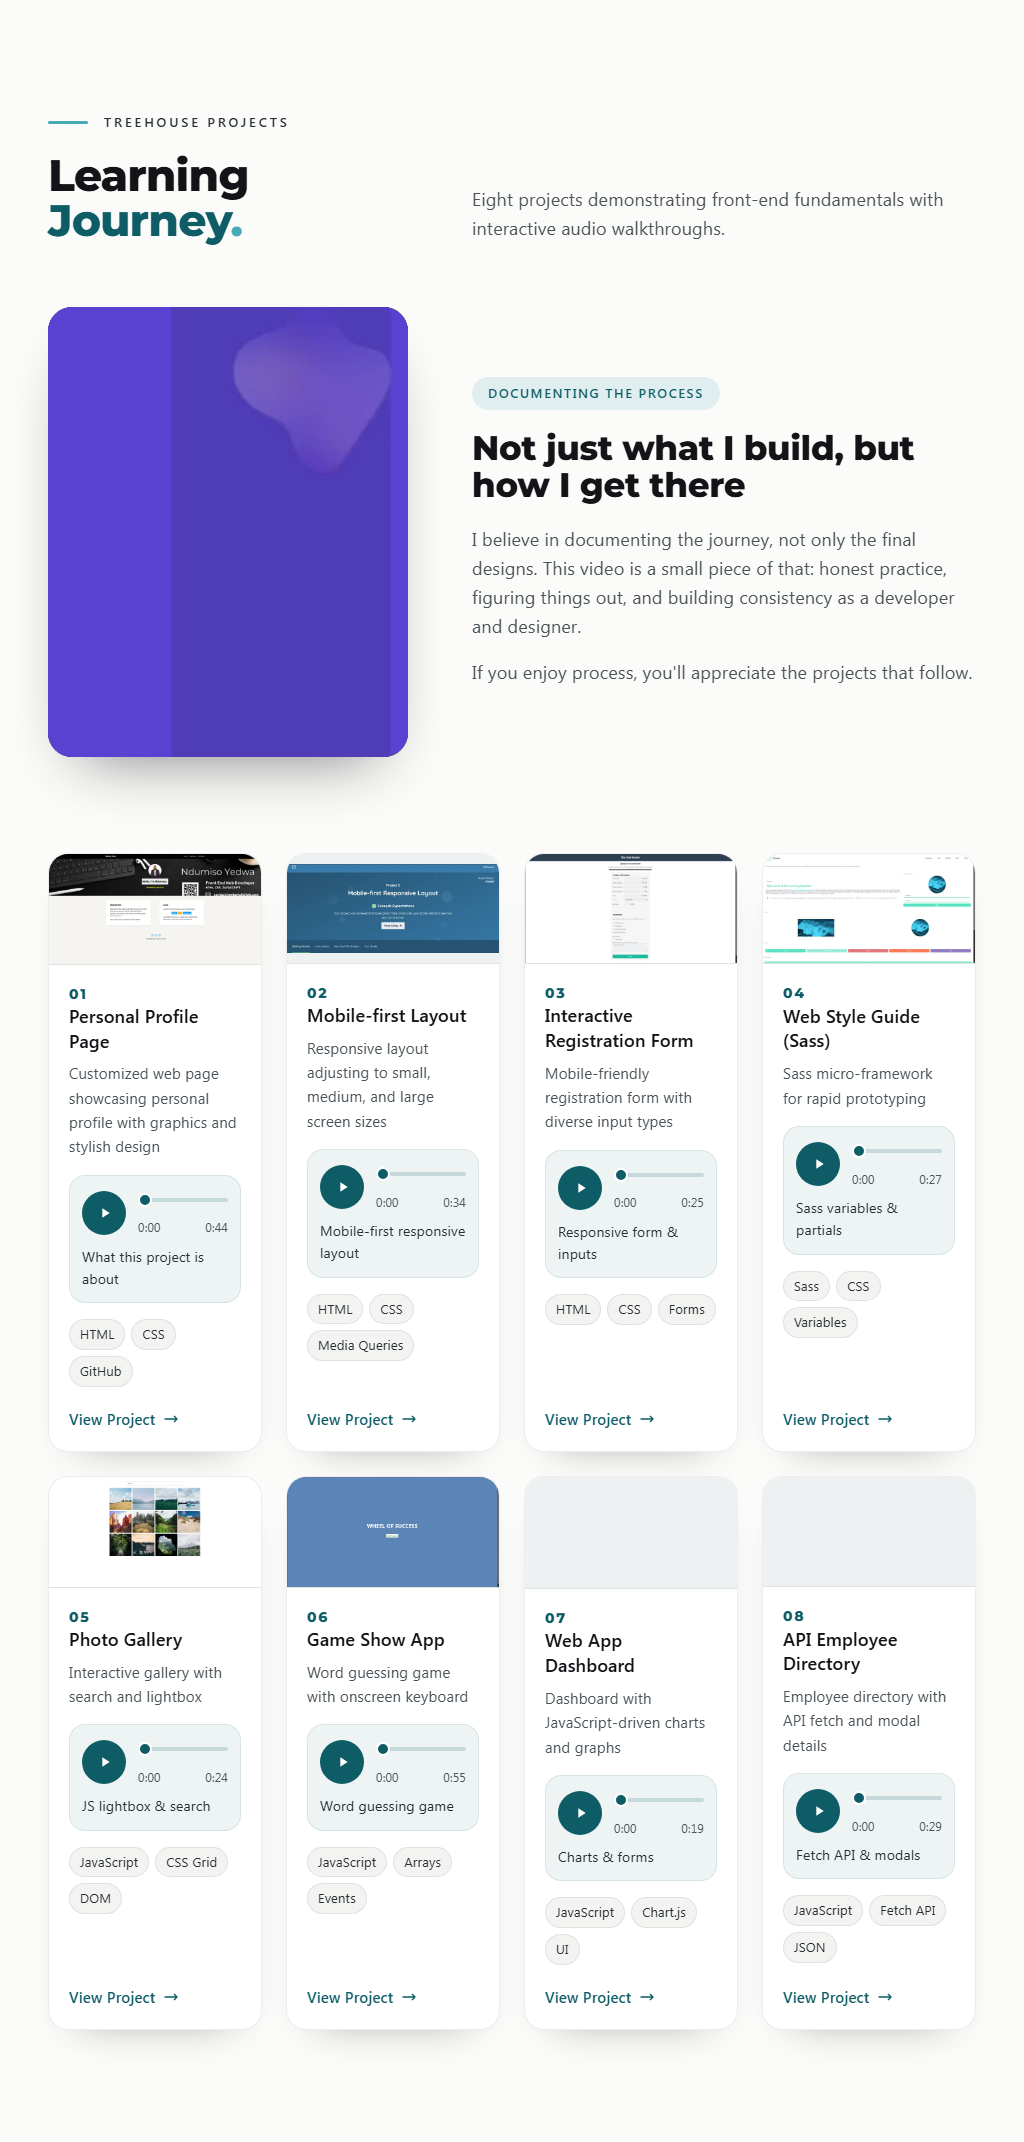 TREEHOUSE PROJECTS
Learning
Journey.
Eight projects demonstrating front-end fundamentals with
interactive audio walkthroughs.
DOCUMENTING THE PROCESS
Not just what I build, but
how I get there
I believe in documenting the journey, not only the final
designs. This video is a small piece of that: honest practice,
figuring things out, and building consistency as a developer
and designer.
If you enjoy process, you'll appreciate the projects that follow.
Ndumiso Yedwa
01
Personal Profile
Page
Customized web page
showcasing personal
profile with graphics and
stylish design
0:00 0:44
What this project is
about
HTML CSS
GitHub
View Project →
Mobile-first Responsive Layout
02
Mobile-first Layout
Responsive layout
adjusting to small,
medium, and large
screen sizes
0:00 0:34
Mobile-first responsive
layout
HTML CSS
Media Queries
View Project →
03
Interactive
Registration Form
Mobile-friendly
registration form with
diverse input types
0:00 0:25
Responsive form &
inputs
HTML CSS Forms
View Project →
04
Web Style Guide
(Sass)
Sass micro-framework
for rapid prototyping
0:00 0:27
Sass variables &
partials
Sass CSS
Variables
View Project →
05
Photo Gallery
Interactive gallery with
search and lightbox
0:00 0:24
JS lightbox & search
JavaScript CSS Grid
DOM
View Project →
WHEEL OF SUCCESS
06
Game Show App
Word guessing game
with onscreen keyboard
0:00 0:55
Word guessing game
JavaScript Arrays
Events
View Project →
07
Web App
Dashboard
Dashboard with
JavaScript-driven charts
and graphs
0:00 0:19
Charts & forms
JavaScript Chart.js
UI
View Project →
08
API Employee
Directory
Employee directory with
API fetch and modal
details
0:00 0:29
Fetch API & modals
JavaScript Fetch API
JSON
View Project →